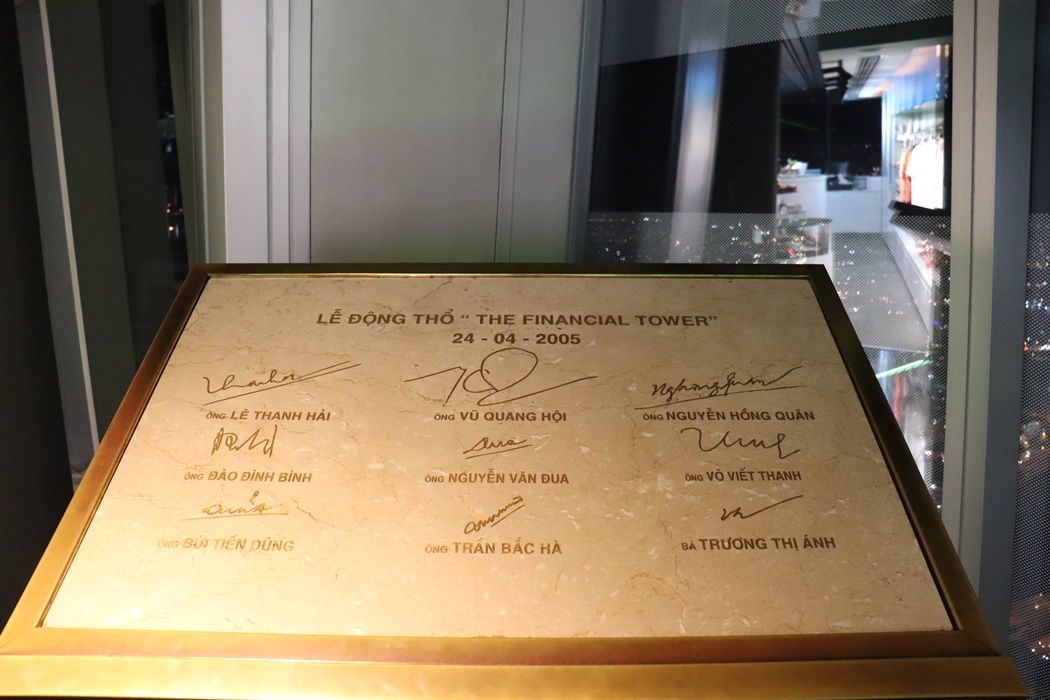 LỄ ĐỘNG THỔ “ THE FINANCIAL TOWER”
24 - 04 - 2005
ÔNG LÊ THANH HẢI
ÔNG VŨ QUANG HỘI
ÔNG NGUYỄN HỒNG QUÂN
ÔNG ĐÀO ĐÌNH BÌNH
ÔNG NGUYỄN VĂN ĐUA
ÔNG VÕ VIẾT THANH
ÔNG BÙI TIẾN DŨNG
ÔNG TRẦN BẮC HÀ
BÀ TRƯƠNG THỊ ÁNH